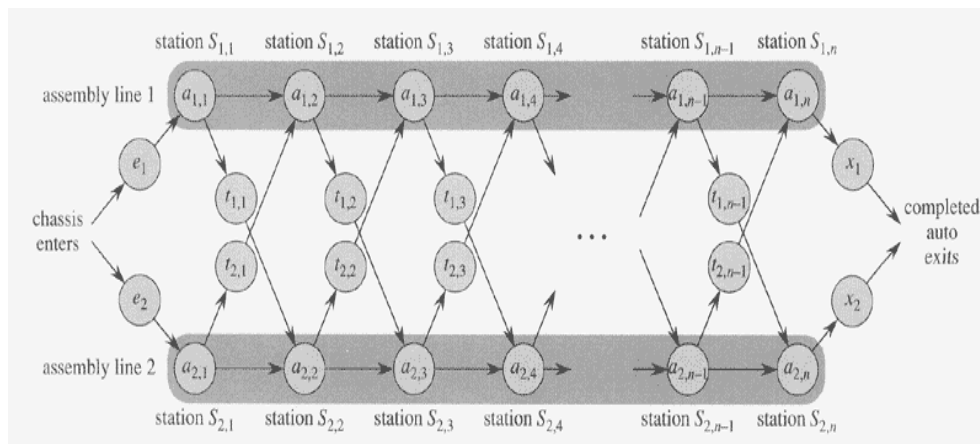 station S1,1 station S1,2 station S1,3 station S1,4 station S1,n–1 station S1,n
assembly line 1 a1,1 a1,2 a1,3 a1,4 a1,n–1 a1,n
e1 x1
t1,1 t1,2 t1,3 t1,n–1
chassis enters
...
completed auto exits
t2,1 t2,2 t2,3 t2,n–1
e2 x2
assembly line 2 a2,1 a2,2 a2,3 a2,4 a2,n–1 a2,n
station S2,1 station S2,2 station S2,3 station S2,4 station S2,n–1 station S2,n